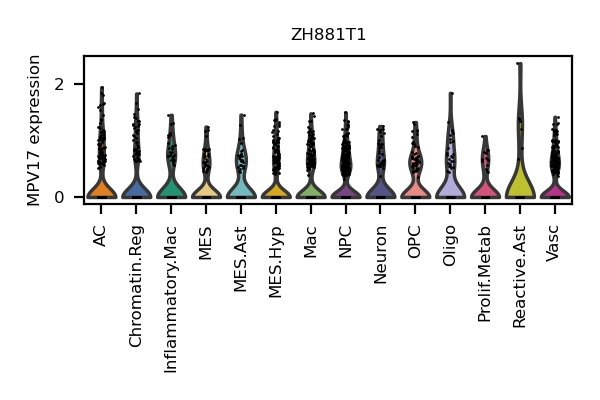 ZH881T1
MPV17 expression
2
0
AC
Chromatin.Reg
Inflammatory.Mac
MES
MES.Ast
MES.Hyp
Mac
NPC
Neuron
OPC
Oligo
Prolif.Metab
Reactive.Ast
Vasc